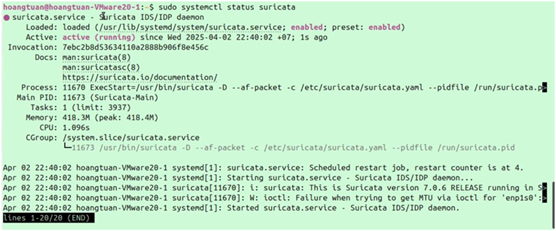 hoangtuan@hoangtuan-VMware20-1:~$ sudo systemctl status suricata
● suricata.service - Suricata IDS/IDP daemon
Loaded: loaded (/usr/lib/systemd/system/suricata.service; enabled; preset: enabled)
Active: active (running) since Wed 2025-04-02 22:40:02 +07; 1s ago
Invocation: 7ebc2b8d53634110a2888b906f8e456c
Docs: man:suricata(8)
man:suricatasc(8)
https://suricata.io/documentation/
Process: 11670 ExecStart=/usr/bin/suricata -D --af-packet -c /etc/suricata/suricata.yaml --pidfile /run/suricata.p>
Main PID: 11673 (Suricata-Main)
Tasks: 1 (limit: 3937)
Memory: 418.3M (peak: 418.4M)
CPU: 1.096s
CGroup: /system.slice/suricata.service
└─11673 /usr/bin/suricata -D --af-packet -c /etc/suricata/suricata.yaml --pidfile /run/suricata.pid
Apr 02 22:40:02 hoangtuan-VMware20-1 systemd[1]: suricata.service: Scheduled restart job, restart counter is at 4.
Apr 02 22:40:02 hoangtuan-VMware20-1 systemd[1]: Starting suricata.service - Suricata IDS/IDP daemon...
Apr 02 22:40:02 hoangtuan-VMware20-1 suricata[11670]: i: suricata: This is Suricata version 7.0.6 RELEASE running in S>
Apr 02 22:40:02 hoangtuan-VMware20-1 suricata[11670]: W: ioctl: Failure when trying to get MTU via ioctl for 'enp1s0':>
Apr 02 22:40:02 hoangtuan-VMware20-1 systemd[1]: Started suricata.service - Suricata IDS/IDP daemon.
lines 1-20/20 (END)